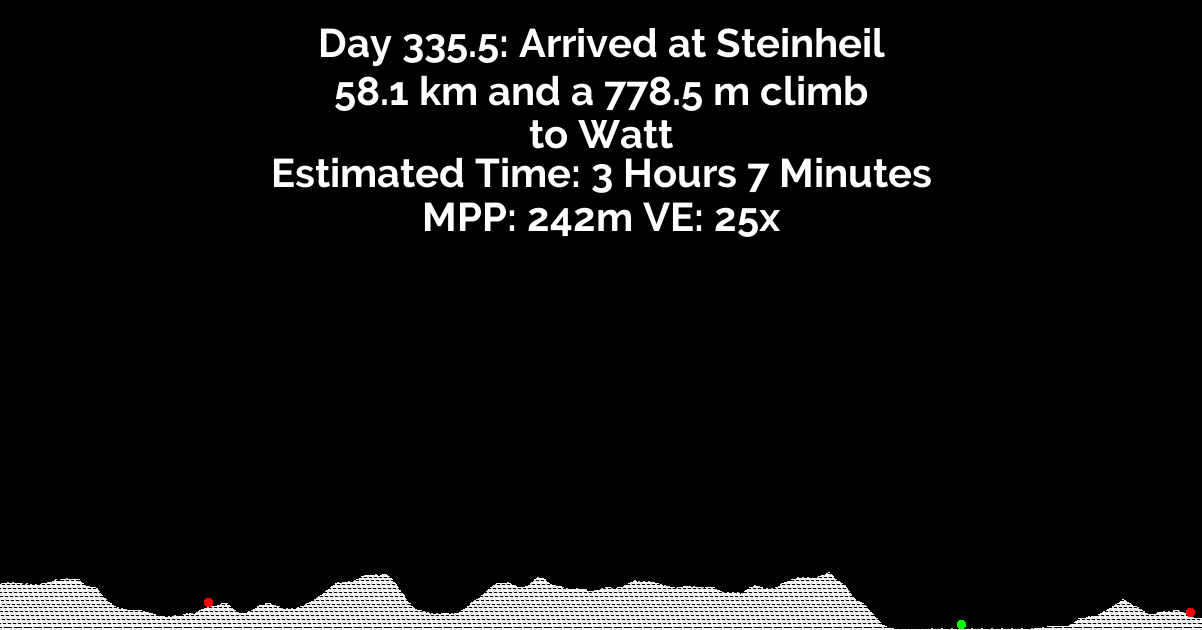 Day 335.5: Arrived at Steinheil
58.1 km and a 778.5 m climb
to Watt
Estimated Time: 3 Hours 7 Minutes
MPP: 242m VE: 25x